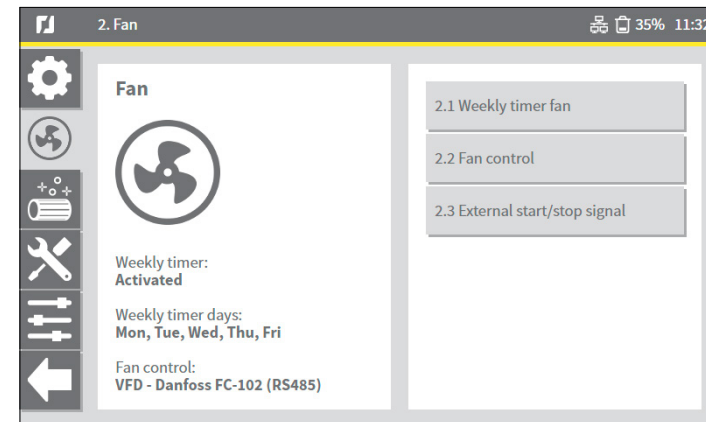 2. Fan
35% 11:32
Fan
Weekly timer:
Activated
Weekly timer days:
Mon, Tue, Wed, Thu, Fri
Fan control:
VFD - Danfoss FC-102 (RS485)
2.1 Weekly timer fan
2.2 Fan control
2.3 External start/stop signal